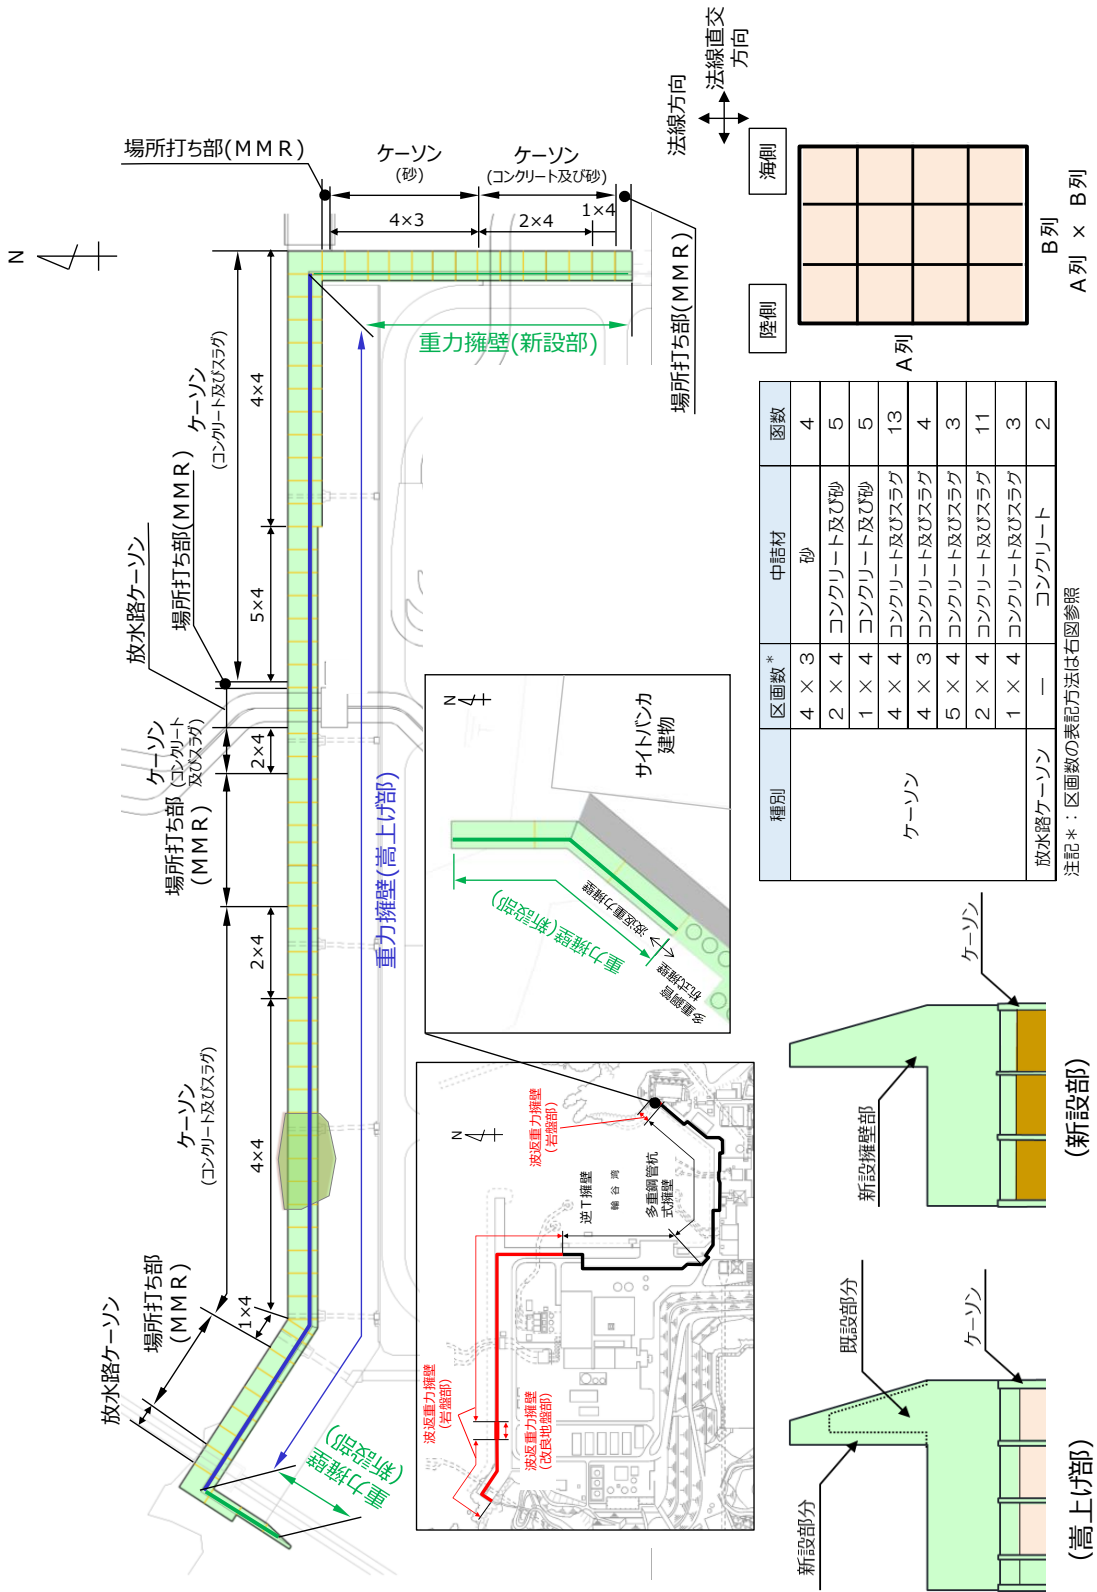 N
場所打ち部(ＭＭＲ)
ケーソン
(砂)
ケーソン
(コンクリート及び砂)
4×3
2×4
1×4
場所打ち部(ＭＭＲ)
重力擁壁(新設部)
法線方向
法線直交
方向
ケーソン
(コンクリート及びスラグ)
4×4
5×4
場所打ち部(ＭＭＲ)
放水路ケーソン
ケーソン
(コンクリート
及びスラグ)
2×4
場所打ち部
(ＭＭＲ)
2×4
ケーソン
(コンクリート及びスラグ)
4×4
1×4
場所打ち部
(ＭＭＲ)
放水路ケーソン
重力擁壁(嵩上げ部)
重力擁壁
(新設部)
N
サイトバンカ
建物
重力擁壁(新設部)
波返重力擁壁
多重鋼管
杭式擁壁
N
波返重力擁壁
(岩盤部)
逆Ｔ擁壁
輪谷湾
多重鋼管杭
式擁壁
波返重力擁壁
(岩盤部)
波返重力擁壁
(改良地盤部)
陸側
海側
Ａ列
Ｂ列
Ａ列 × Ｂ列
種別 区画数* 中詰材 函数
ケーソン
４×３ 砂 4
２×４ コンクリート及び砂 5
１×４ コンクリート及び砂 5
４×４ コンクリート及びスラグ 13
４×３ コンクリート及びスラグ 4
５×４ コンクリート及びスラグ 3
２×４ コンクリート及びスラグ 11
１×４ コンクリート及びスラグ 3
放水路ケーソン － コンクリート 2
注記＊：区画数の表記方法は右図参照
新設部分
既設部分
ケーソン
(嵩上げ部)
新設擁壁部
ケーソン
(新設部)